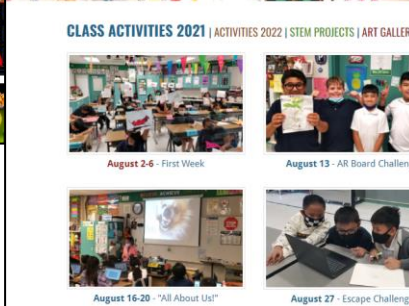 CLASS ACTIVITIES 2021 | ACTIVITIES 2022 | STEM PROJECTS | ART GALLER
August 2-6 - First Week
August 13 - AR Board Challen
August 16-20 - "All About Us!"
August 27 - Escape Challeng